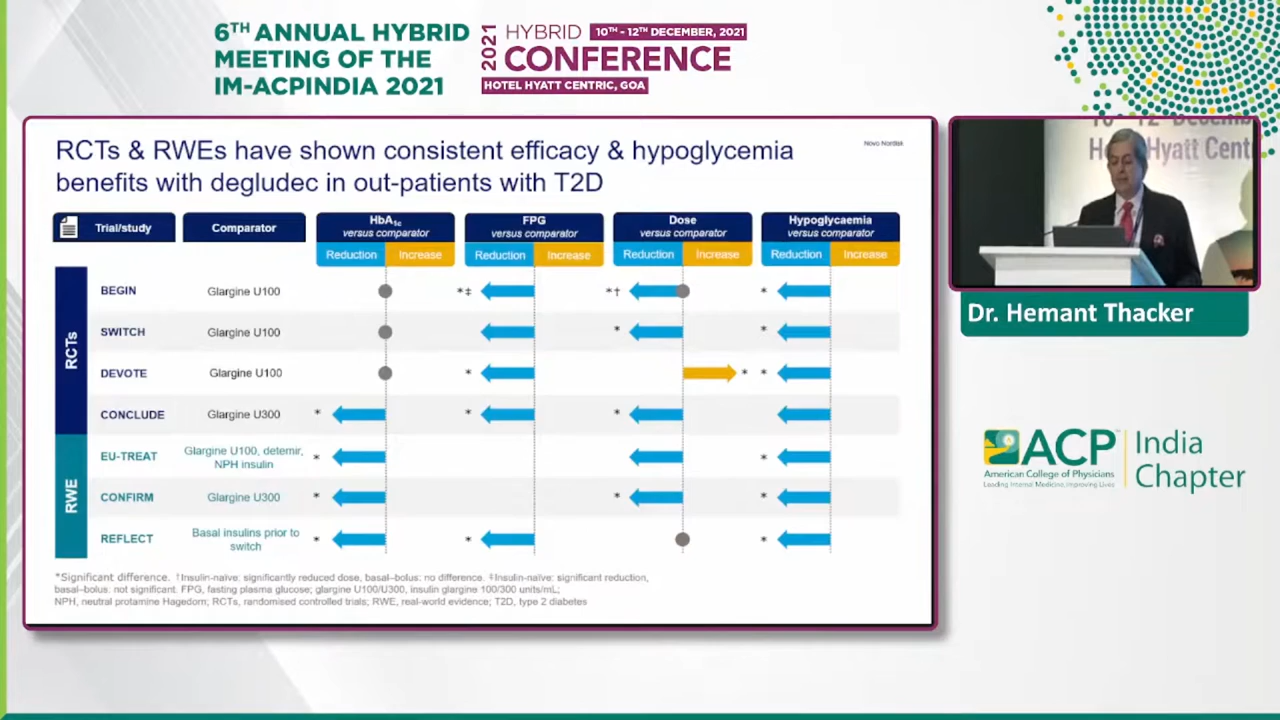 6TH ANNUAL HYBRID
MEETING OF THE
IM-ACPINDIA 2021
2021
HYBRID 10TH - 12TH DECEMBER, 2021
CONFERENCE
HOTEL HYATT CENTRIC, GOA
RCTs & RWEs have shown consistent efficacy & hypoglycemia
benefits with degludec in out-patients with T2D
Novo Nordisk
Trial/study Comparator HbA1c FPG Dose Hypoglycaemia
versus comparator versus comparator versus comparator versus comparator
Reduction Increase Reduction Increase Reduction Increase Reduction Increase
RCTs
BEGIN Glargine U100 *‡ *† *
SWITCH Glargine U100 * *
DEVOTE Glargine U100 * * *
CONCLUDE Glargine U300 * * *
RWE
EU-TREAT Glargine U100, detemir, NPH insulin * *
CONFIRM Glargine U300 * * *
REFLECT Basal insulins prior to switch * * *
*Significant difference. †Insulin-naïve: significantly reduced dose, basal–bolus: no difference. ‡Insulin-naïve: significant reduction,
basal–bolus: not significant. FPG, fasting plasma glucose; glargine U100/U300, insulin glargine 100/300 units/mL;
NPH, neutral protamine Hagedorn; RCTs, randomised controlled trials; RWE, real-world evidence; T2D, type 2 diabetes
Hyatt Cent
Dr. Hemant Thacker
ACP
American College of Physicians
Leading Internal Medicine, Improving Lives
India
Chapter